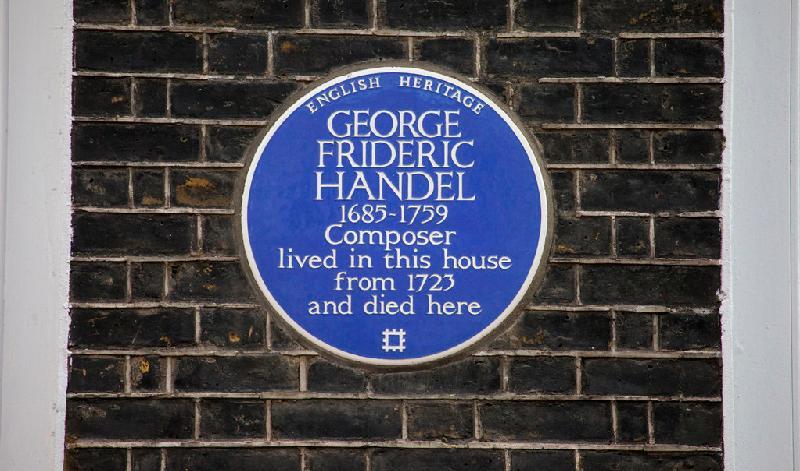 ENGLISH HERITAGE
GEORGE
FRIDERIC
HANDEL
1685-1759
Composer
lived in this house
from 1723
and died here